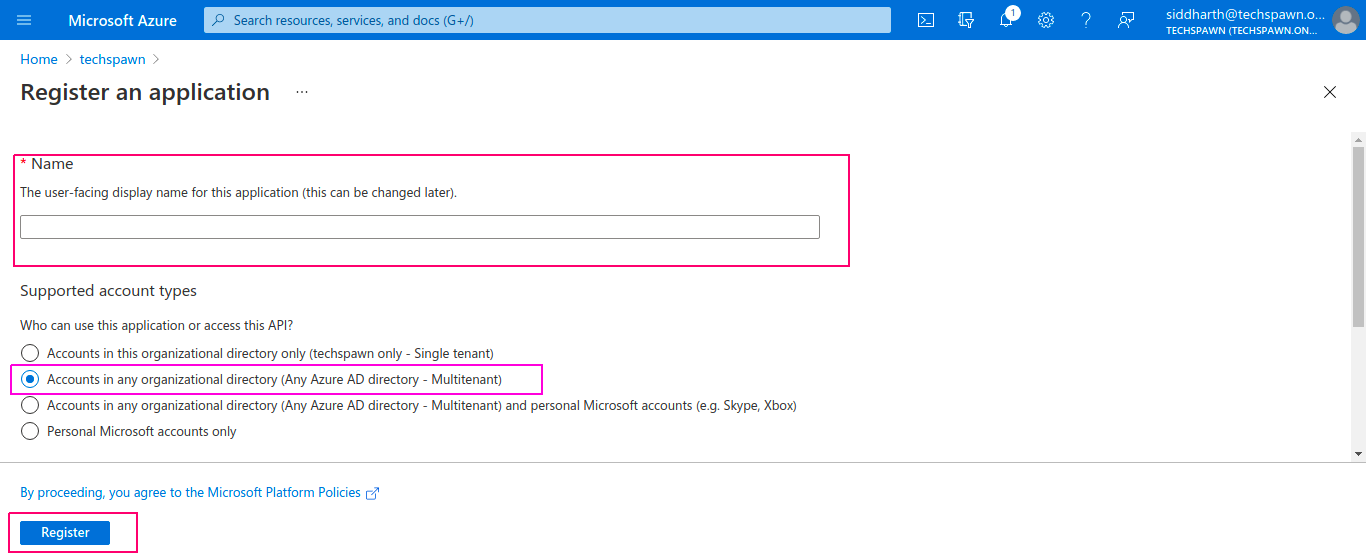 Microsoft Azure
Search resources, services, and docs (G+/)
1
siddharth@techspawn.o...
TECHSPAWN (TECHSPAWN.ON...
Home > techspawn >
Register an application ...
* Name
The user-facing display name for this application (this can be changed later).
Supported account types
Who can use this application or access this API?
Accounts in this organizational directory only (techspawn only - Single tenant)
Accounts in any organizational directory (Any Azure AD directory - Multitenant)
Accounts in any organizational directory (Any Azure AD directory - Multitenant) and personal Microsoft accounts (e.g. Skype, Xbox)
Personal Microsoft accounts only
By proceeding, you agree to the Microsoft Platform Policies
Register